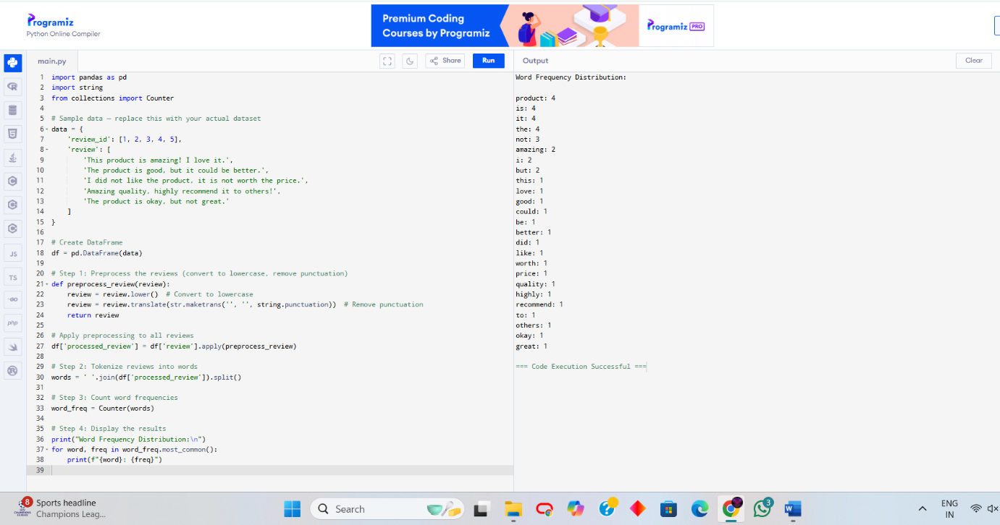 Programiz
Python Online Compiler
Premium Coding
Courses by Programiz
Programiz PRO
main.py
Share
Run
Output
Clear
1 import pandas as pd
2 import string
3 from collections import Counter
4
5 # Sample data – replace this with your actual dataset
6 data = {
7     'review_id': [1, 2, 3, 4, 5],
8     'review': [
9         'This product is amazing! I love it.',
10         'The product is good, but it could be better.',
11         'I did not like the product, it is not worth the price.',
12         'Amazing quality, highly recommend it to others!',
13         'The product is okay, but not great.'
14     ]
15 }
16
17 # Create DataFrame
18 df = pd.DataFrame(data)
19
20 # Step 1: Preprocess the reviews (convert to lowercase, remove punctuation)
21 def preprocess_review(review):
22     review = review.lower()  # Convert to lowercase
23     review = review.translate(str.maketrans('', '', string.punctuation))  # Remove punctuation
24     return review
25
26 # Apply preprocessing to all reviews
27 df['processed_review'] = df['review'].apply(preprocess_review)
28
29 # Step 2: Tokenize reviews into words
30 words = ' '.join(df['processed_review']).split()
31
32 # Step 3: Count word frequencies
33 word_freq = Counter(words)
34
35 # Step 4: Display the results
36 print("Word Frequency Distribution:\n")
37 for word, freq in word_freq.most_common():
38     print(f"{word}: {freq}")
39
Word Frequency Distribution:
product: 4
is: 4
it: 4
the: 4
not: 3
amazing: 2
i: 2
but: 2
this: 1
love: 1
good: 1
could: 1
be: 1
better: 1
did: 1
like: 1
worth: 1
price: 1
quality: 1
highly: 1
recommend: 1
to: 1
others: 1
okay: 1
great: 1
=== Code Execution Successful ===
JS
TS
GO
php
8
Sports headline
Champions Leag...
Search
3
W
ENG
IN